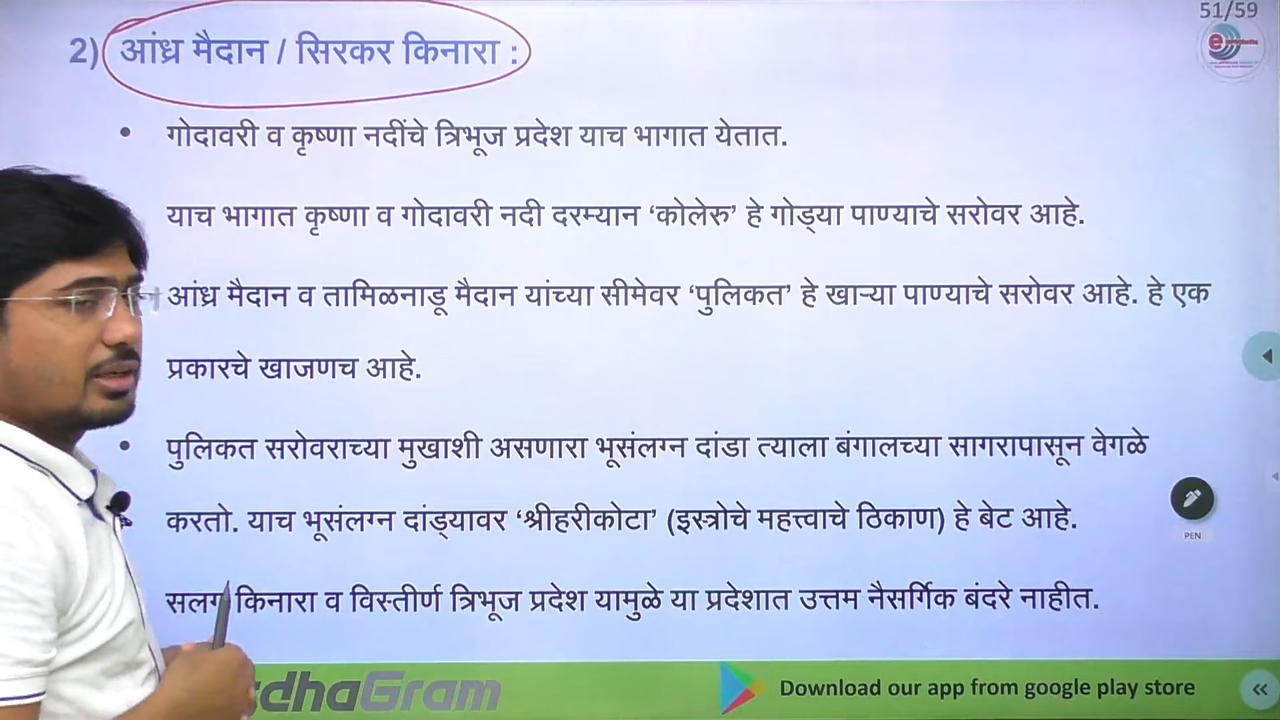 51/59
2) आंध्र मैदान / सिरकर किनारा :
• गोदावरी व कृष्णा नदींचे त्रिभूज प्रदेश याच भागात येतात.
याच भागात कृष्णा व गोदावरी नदी दरम्यान ‘कोलेरु’ हे गोड्या पाण्याचे सरोवर आहे.
आंध्र मैदान व तामिळनाडू मैदान यांच्या सीमेवर ‘पुलिकत’ हे खाऱ्या पाण्याचे सरोवर आहे. हे एक
प्रकारचे खाजणच आहे.
• पुलिकत सरोवराच्या मुखाशी असणारा भूसंलग्न दांडा त्याला बंगालच्या सागरापासून वेगळे
करतो. याच भूसंलग्न दांड्यावर ‘श्रीहरीकोटा’ (इस्त्रोचे महत्त्वाचे ठिकाण) हे बेट आहे.
PEN
किनारा व विस्तीर्ण त्रिभूज प्रदेश यामुळे या प्रदेशात उत्तम नैसर्गिक बंदरे नाहीत.
dhaGram
Download our app from google play store